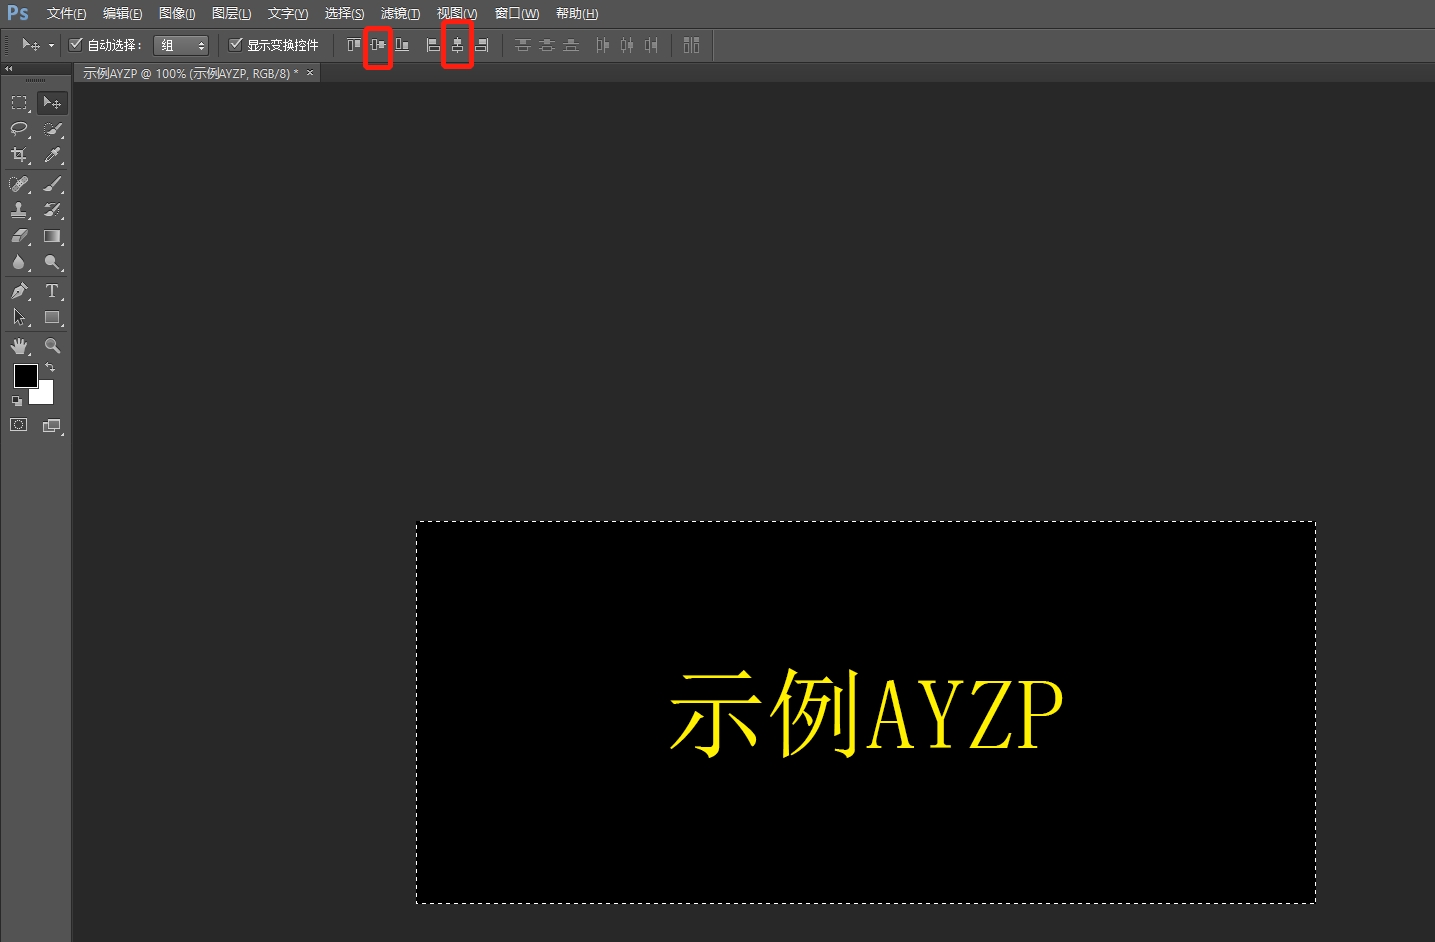 Ps 文件(F) 编辑(E) 图像(I) 图层(L) 文字(Y) 选择(S) 滤镜(T) 视图(V) 窗口(W) 帮助(H)
自动选择： 组 显示变换控件
示例AYZP @ 100% (示例AYZP, RGB/8) * ×
T
示例AYZP